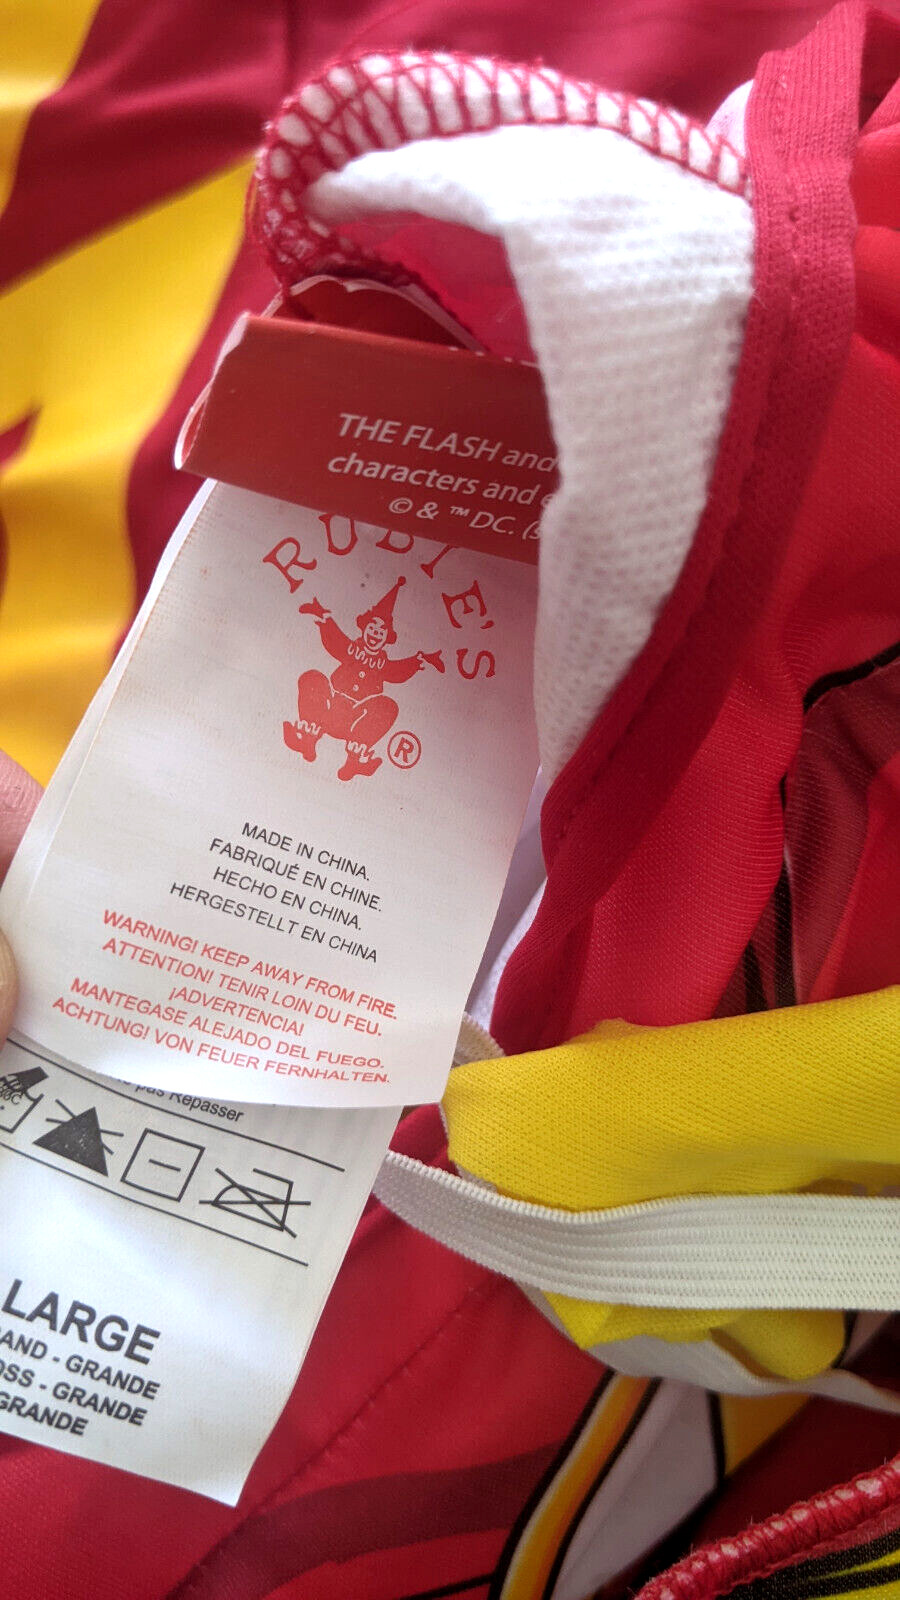 THE FLASH and
characters and
© & ™ DC.
RUBIE'S
®
MADE IN CHINA.
FABRIQUÉ EN CHINE.
HECHO EN CHINA.
HERGESTELLT EN CHINA
WARNING! KEEP AWAY FROM FIRE.
ATTENTION! TENIR LOIN DU FEU.
¡ADVERTENCIA!
MANTEGASE ALEJADO DEL FUEGO.
ACHTUNG! VON FEUER FERNHALTEN.
pas Repasser
LARGE
- GRANDE
- GRANDE
GRANDE